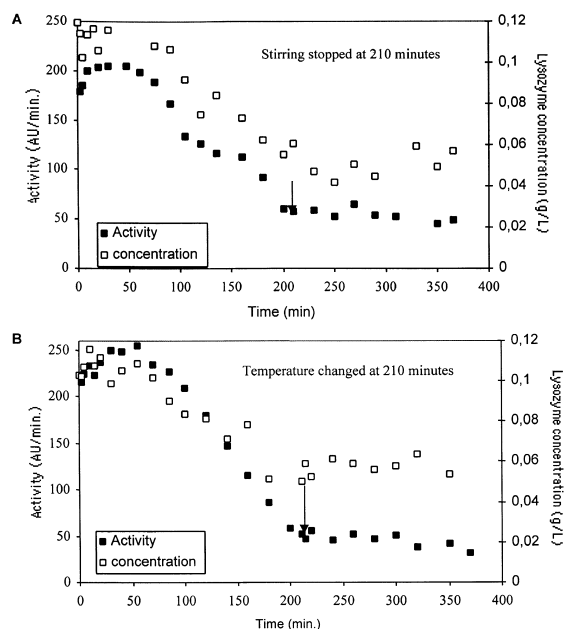 A
Stirring stopped at 210 minutes
Activity (AU/min.)
250
200
150
100
50
0
0,12
0,1
0,08
0,06
0,04
0,02
0
Lysozyme concentration (g/L)
Activity
concentration
0 50 100 150 200 250 300 350 400
Time (min)
B
Temperature changed at 210 minutes
Activity (AU/min.)
250
200
150
100
50
0
0,12
0,1
0,08
0,06
0,04
0,02
0
Lysozyme concentration (g/L)
Activity
concentration
0 50 100 150 200 250 300 350 400
Time (min.)